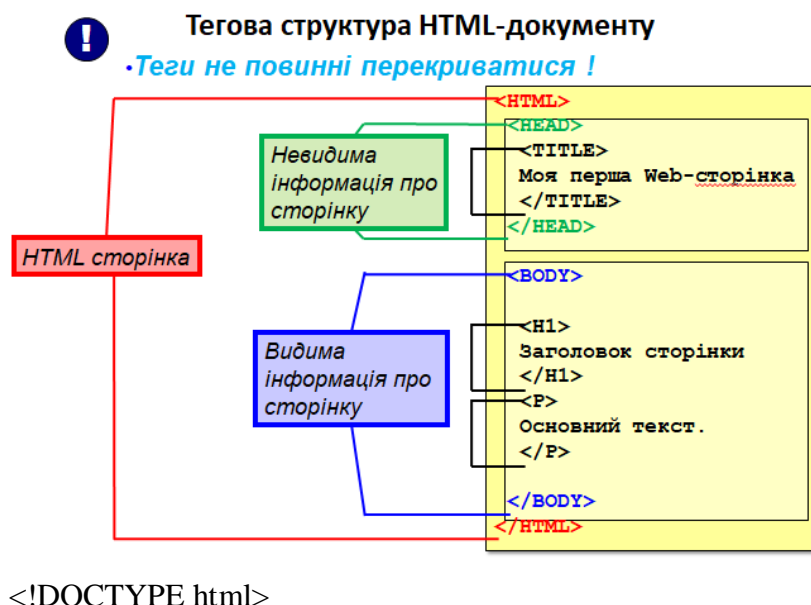 Тегова структура HTML-документу
!
•Теги не повинні перекриватися !
<HTML>
<HEAD>
<TITLE>
Моя перша Web-сторінка
</TITLE>
</HEAD>
Невидима
інформація про
сторінку
HTML сторінка
<BODY>
<H1>
Заголовок сторінки
</H1>
<P>
Основний текст.
</P>
</BODY>
</HTML>
Видима
інформація про
сторінку
<!DOCTYPE html>